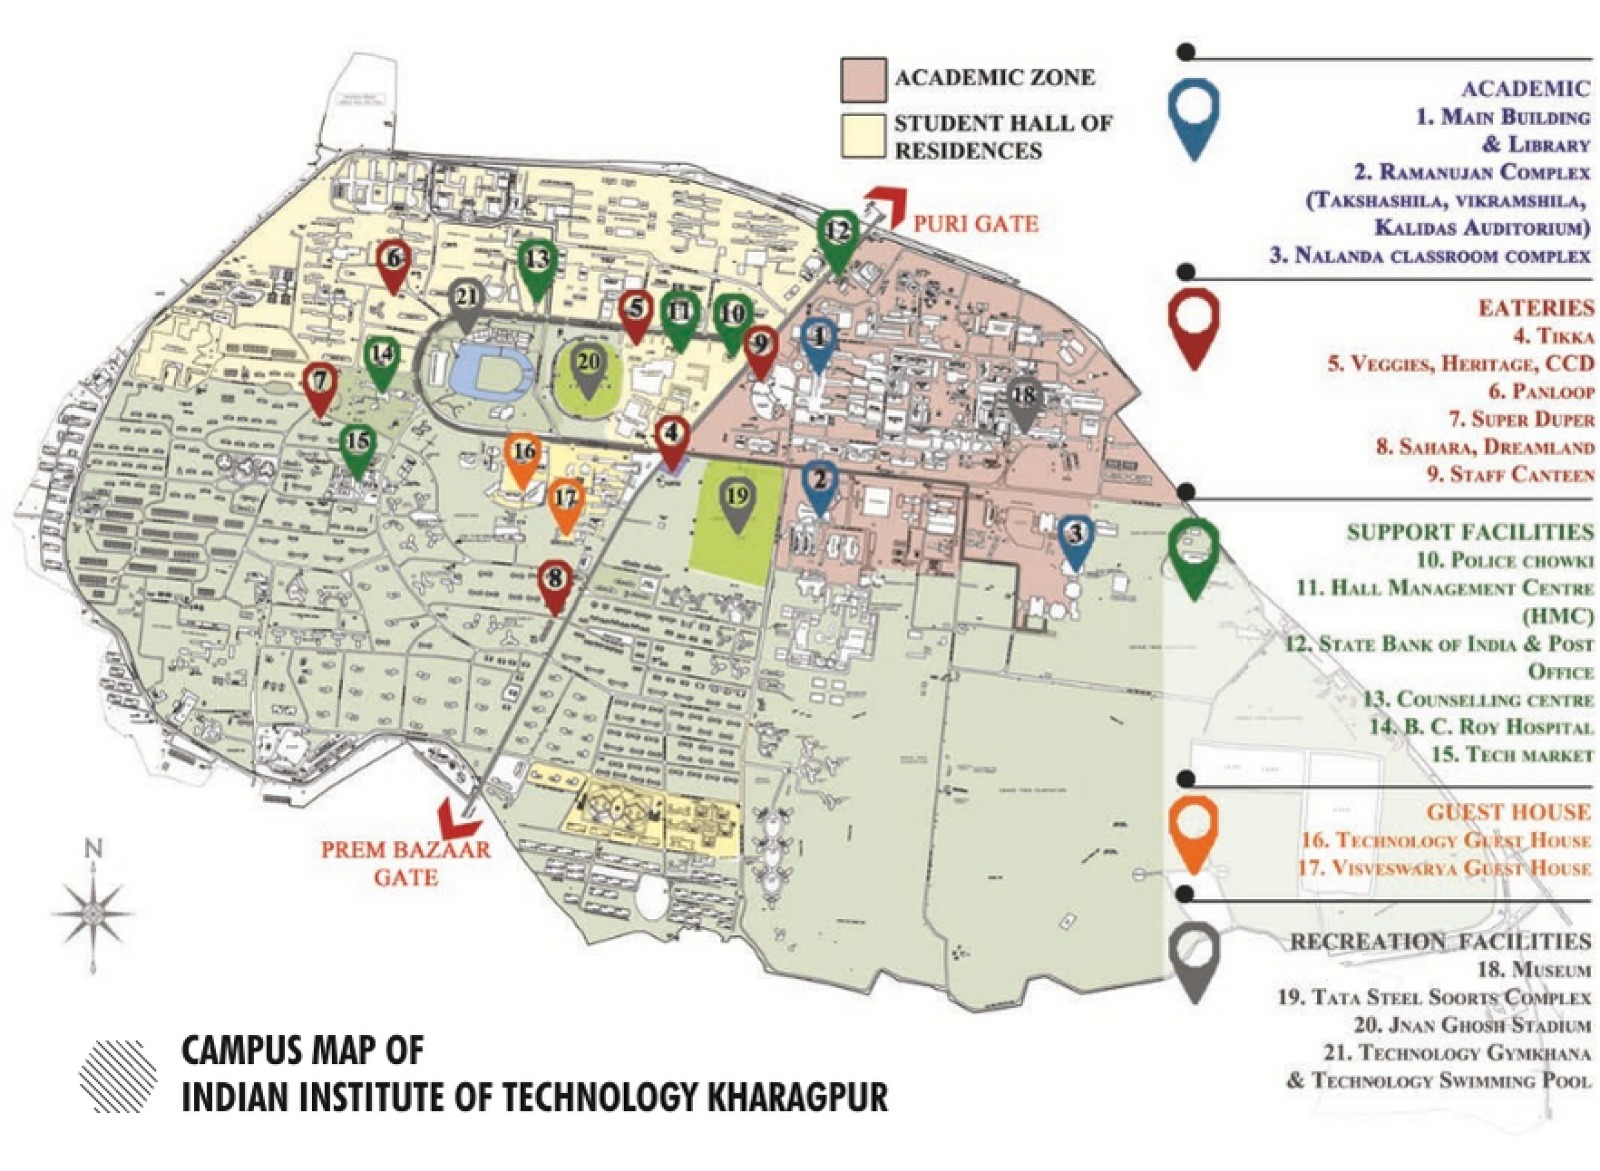 ACADEMIC ZONE
STUDENT HALL OF
RESIDENCES
PURI GATE
6
13
12
21
5
11
10
9
1
20
14
7
18
4
15
16
2
17
19
3
8
PREM BAZAAR
GATE
N
CAMPUS MAP OF
INDIAN INSTITUTE OF TECHNOLOGY KHARAGPUR
ACADEMIC
1. MAIN BUILDING
& LIBRARY
2. RAMANUJAN COMPLEX
(TAKSHASHILA, VIKRAMSHILA,
KALIDAS AUDITORIUM)
3. NALANDA CLASSROOM COMPLEX
EATERIES
4. TIKKA
5. VEGGIES, HERITAGE, CCD
6. PANLOOP
7. SUPER DUPER
8. SAHARA, DREAMLAND
9. STAFF CANTEEN
SUPPORT FACILITIES
10. POLICE CHOWKI
11. HALL MANAGEMENT CENTRE
(HMC)
12. STATE BANK OF INDIA & POST
OFFICE
13. COUNSELLING CENTRE
14. B. C. ROY HOSPITAL
15. TECH MARKET
GUEST HOUSE
16. TECHNOLOGY GUEST HOUSE
17. VISVESWARYA GUEST HOUSE
RECREATION FACILITIES
18. MUSEUM
19. TATA STEEL SOORTS COMPLEX
20. JNAN GHOSH STADIUM
21. TECHNOLOGY GYMKHANA
& TECHNOLOGY SWIMMING POOL